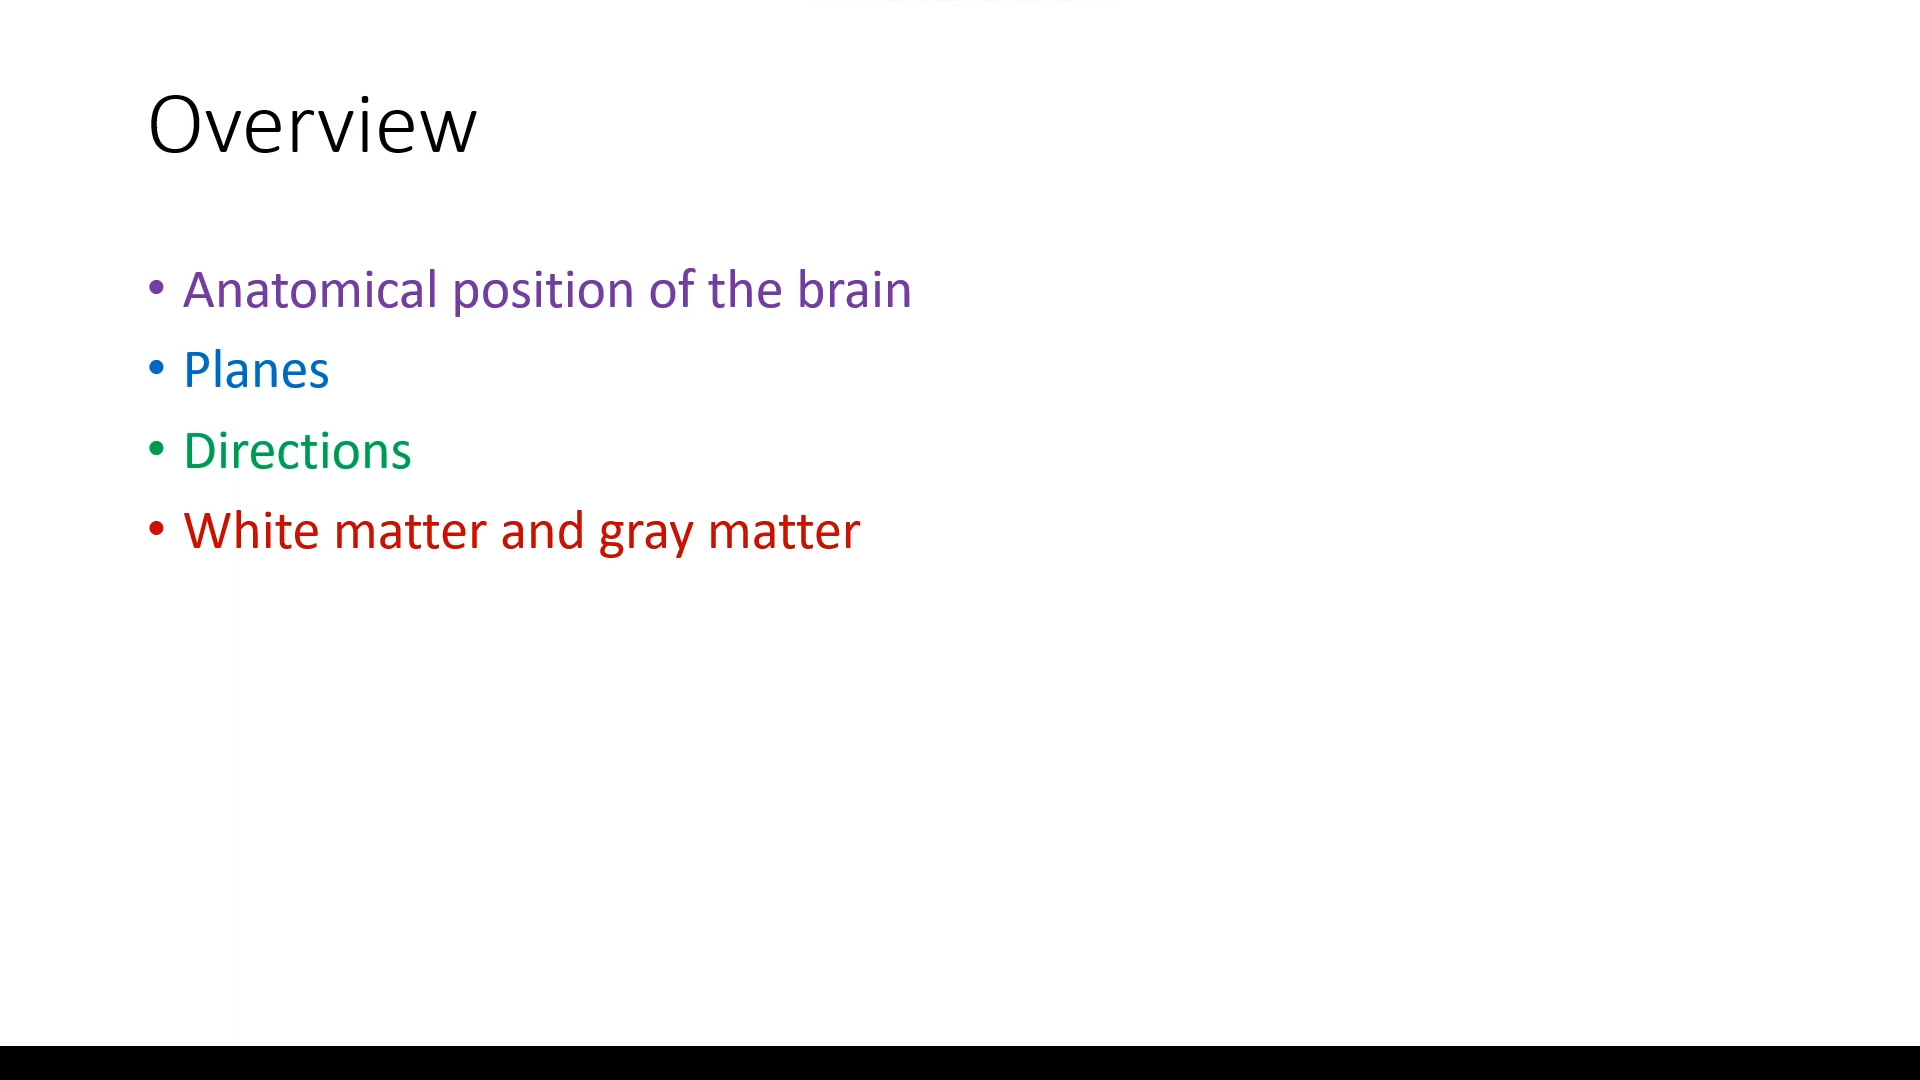 Overview
• Anatomical position of the brain
• Planes
• Directions
• White matter and gray matter